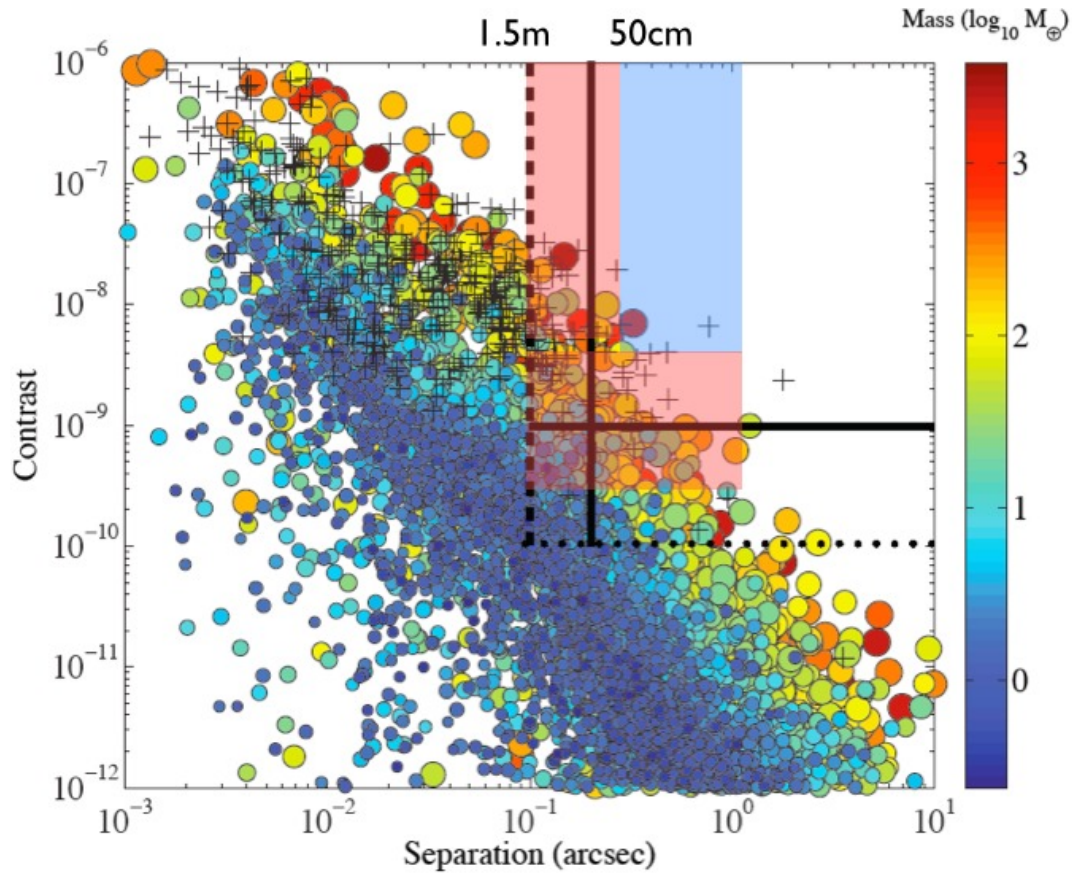 1.5m 50cm
Mass (log₁₀ M⊕)
10⁻⁶
10⁻⁷
10⁻⁸
10⁻⁹
10⁻¹⁰
10⁻¹¹
10⁻¹²
Contrast
10⁻³ 10⁻² 10⁻¹ 10⁰ 10¹
Separation (arcsec)
3
2
1
0